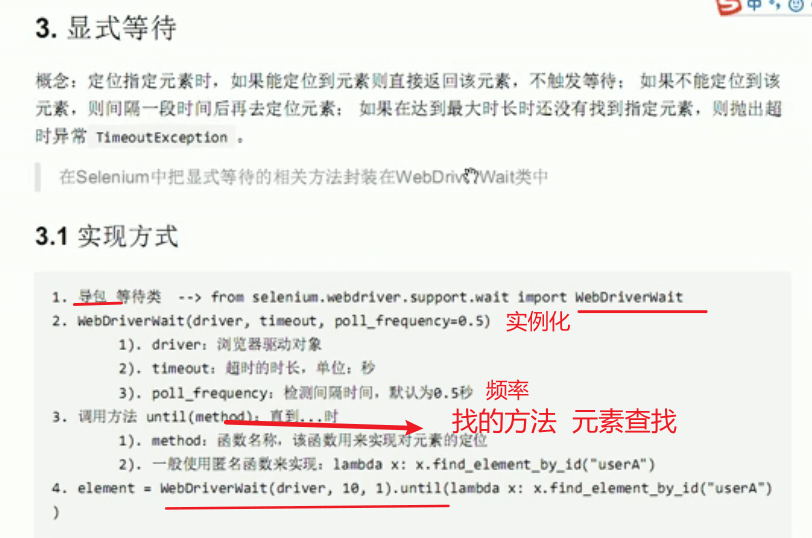 中
3. 显式等待
概念：定位指定元素时，如果能定位到元素则直接返回该元素，不触发等待； 如果不能定位到该
元素，则间隔一段时间后再去定位元素； 如果在达到最大时长时还没有找到指定元素，则抛出超
时异常 TimeoutException 。
在Selenium中把显式等待的相关方法封装在WebDriverWait类中
3.1 实现方式
1. 导包 等待类 --> from selenium.webdriver.support.wait import WebDriverWait
2. WebDriverWait(driver, timeout, poll_frequency=0.5) 实例化
1). driver：浏览器驱动对象
2). timeout：超时的时长，单位：秒
3). poll_frequency：检测间隔时间，默认为0.5秒 频率
3. 调用方法 until(method)：直到...时 找的方法 元素查找
1). method：函数名称，该函数用来实现对元素的定位
2). 一般使用匿名函数来实现：lambda x: x.find_element_by_id("userA")
4. element = WebDriverWait(driver, 10, 1).until(lambda x: x.find_element_by_id("userA")
)